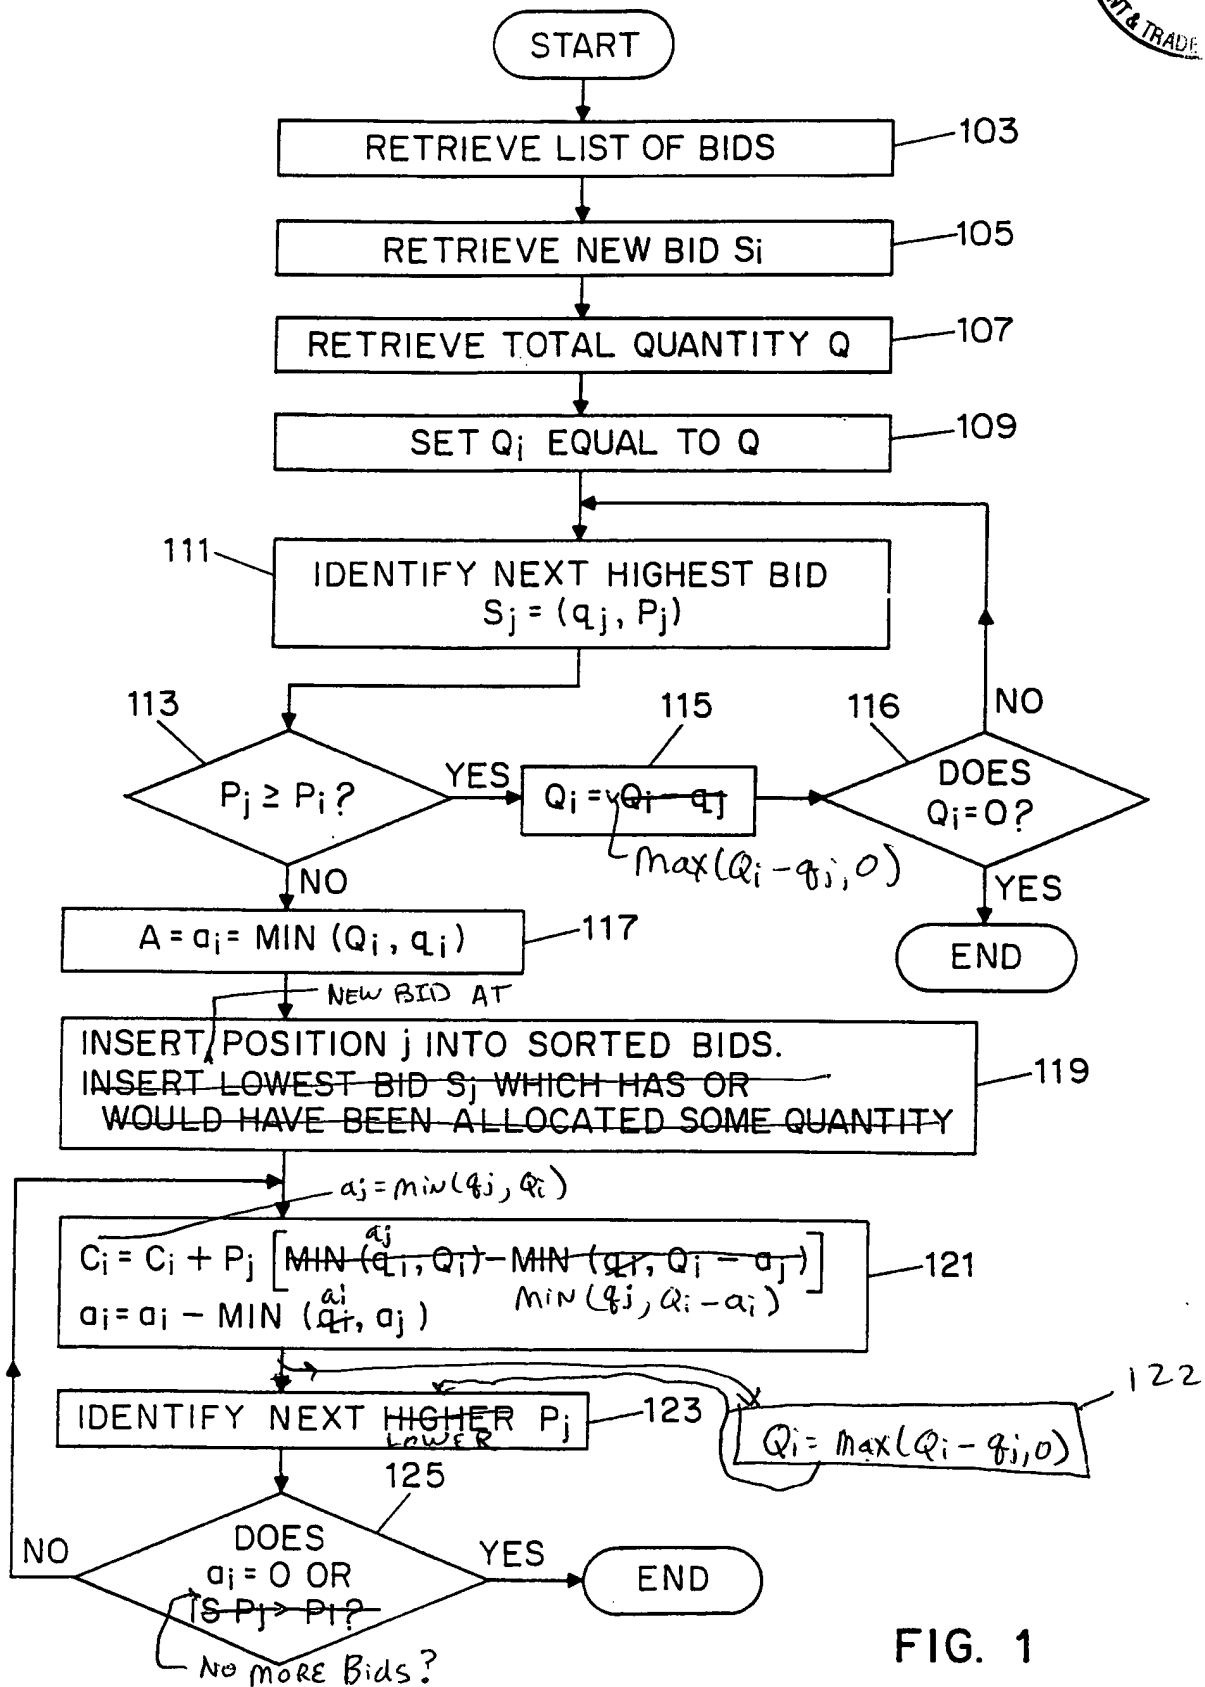 NT & TRADE
START
RETRIEVE LIST OF BIDS
103
RETRIEVE NEW BID Si
105
RETRIEVE TOTAL QUANTITY Q
107
SET Qi EQUAL TO Q
109
111
IDENTIFY NEXT HIGHEST BID
Sj = (qj, Pj)
113
Pj ≥ Pi?
YES
115
Qi = Qi - qj
max(Qi - qj, 0)
116
DOES
Qi = 0?
NO
YES
END
NO
A = ai = MIN (Qi, qi)
117
NEW BID AT
INSERT POSITION j INTO SORTED BIDS.
INSERT LOWEST BID Sj WHICH HAS OR
WOULD HAVE BEEN ALLOCATED SOME QUANTITY
119
aj = min(qj, Qi)
aj
Ci = Ci + Pj [MIN (qi, Qi) - MIN (qi, Qi - aj)]
121
min(qj, Qi - ai)
ai
ai = ai - MIN (qi, aj)
IDENTIFY NEXT HIGHER Pj
LOWER
123
122
Qi = max(Qi - qj, 0)
125
DOES
ai = 0 OR
IS Pj > Pi?
NO MORE Bids?
NO
YES
END
FIG. 1